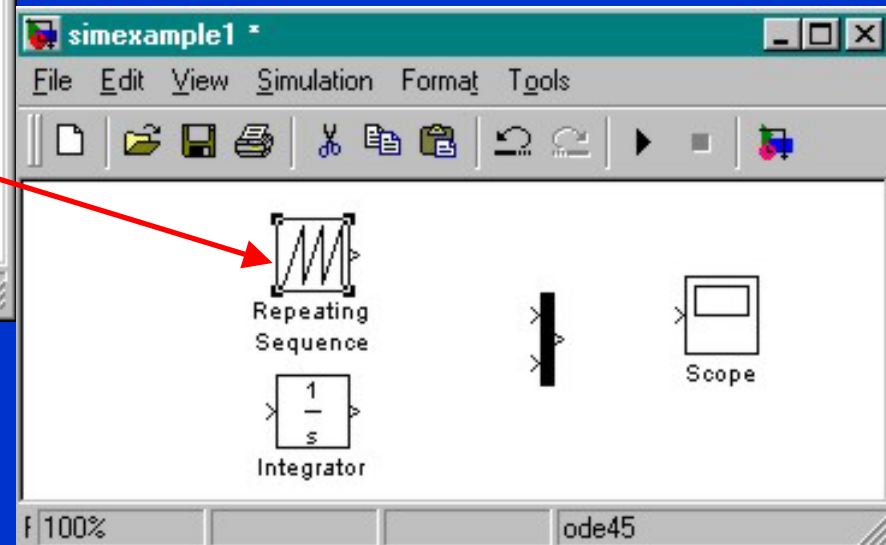 simexample1 *
File Edit View Simulation Format Tools
Repeating
Sequence
Scope
1
s
Integrator
100%
ode45